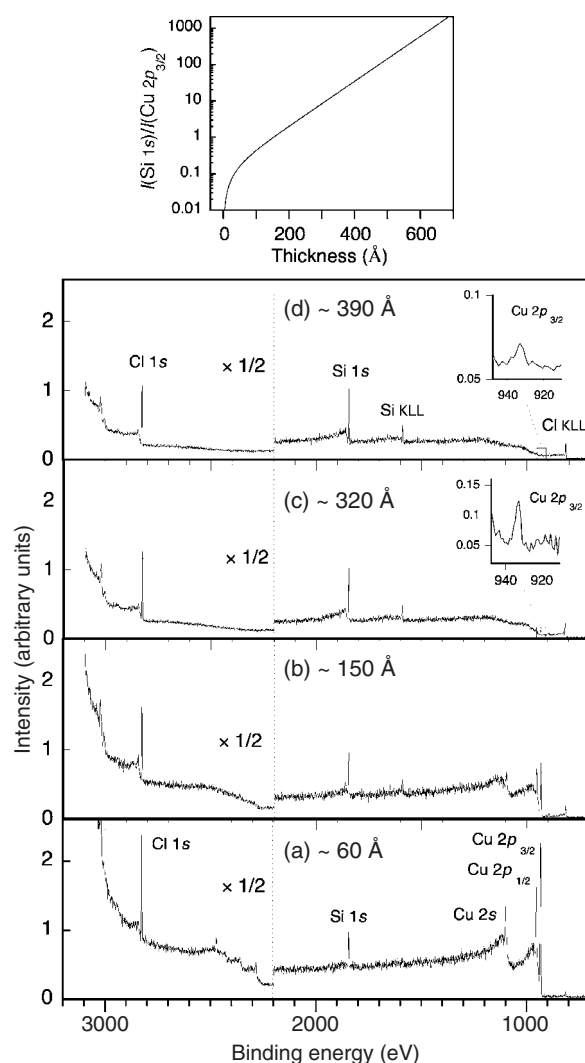 1000
100
10
1
0.1
0.01
I(Si 1s)/I(Cu 2p3/2)
0 200 400 600
Thickness (Å)
(d) ~ 390 Å
Cl 1s
× 1/2
Si 1s
Si KLL
Cl KLL
0.1
Cu 2p 3/2
0.05
940 920
2
1
0
(c) ~ 320 Å
× 1/2
0.15
Cu 2p 3/2
0.1
0.05
940 920
2
1
0
(b) ~ 150 Å
× 1/2
2
1
0
(a) ~ 60 Å
Cl 1s
× 1/2
Si 1s
Cu 2p3/2
Cu 2p1/2
Cu 2s
2
1
0
Intensity (arbitrary units)
3000 2000 1000
Binding energy (eV)